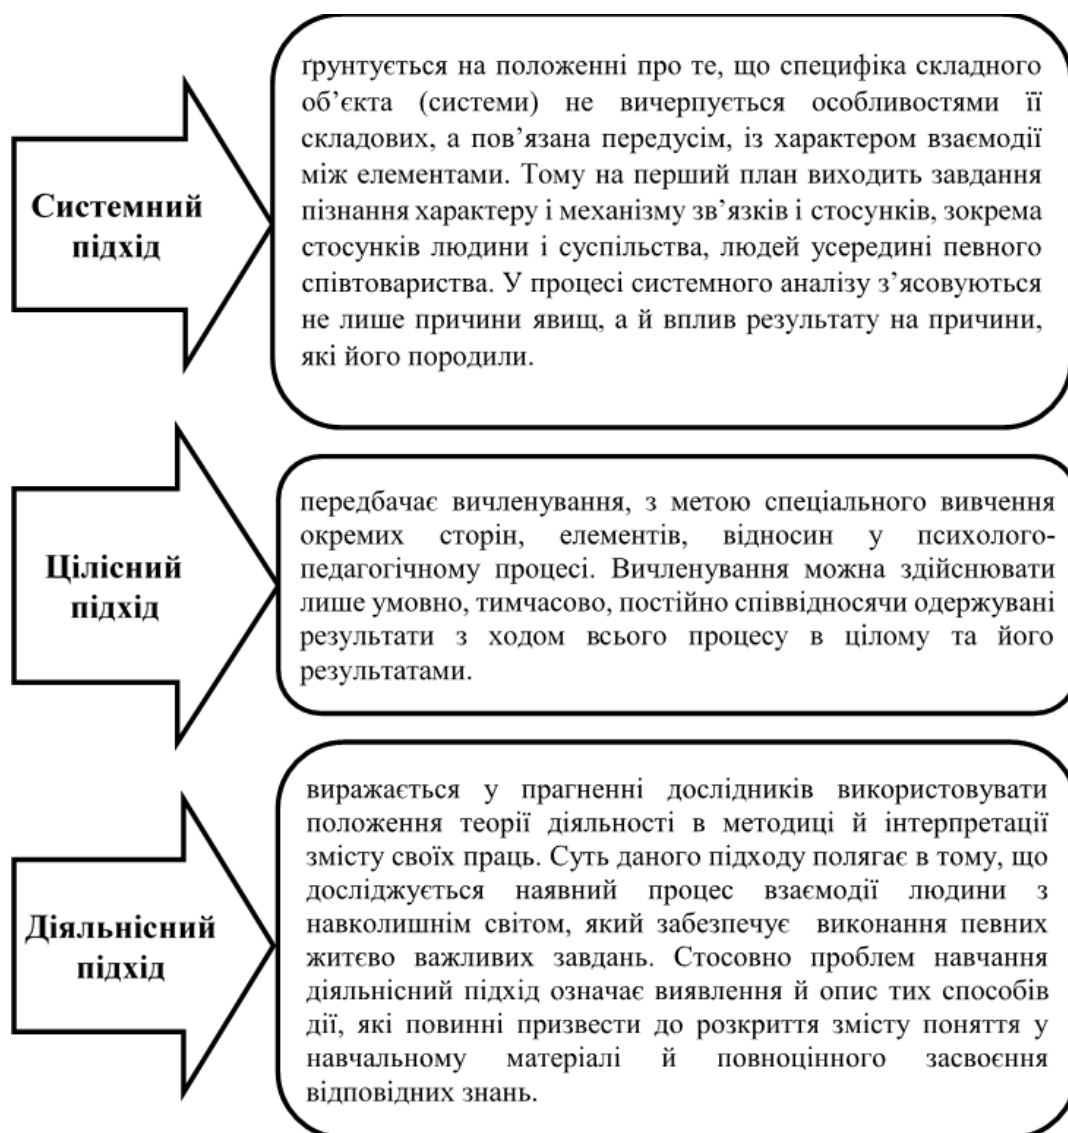 Системний
підхід
ґрунтується на положенні про те, що специфіка складного
об’єкта (системи) не вичерпується особливостями її
складових, а пов’язана передусім, із характером взаємодії
між елементами. Тому на перший план виходить завдання
пізнання характеру і механізму зв’язків і стосунків, зокрема
стосунків людини і суспільства, людей усередині певного
співтовариства. У процесі системного аналізу з’ясовуються
не лише причини явищ, а й вплив результату на причини,
які його породили.
Цілісний
підхід
передбачає вичленування, з метою спеціального вивчення
окремих сторін, елементів, відносин у психолого-
педагогічному процесі. Вичленування можна здійснювати
лише умовно, тимчасово, постійно співвідносячи одержувані
результати з ходом всього процесу в цілому та його
результатами.
Діяльнісний
підхід
виражається у прагненні дослідників використовувати
положення теорії діяльності в методиці й інтерпретації
змісту своїх праць. Суть даного підходу полягає в тому, що
досліджується наявний процес взаємодії людини з
навколишнім світом, який забезпечує виконання певних
житєво важливих завдань. Стосовно проблем навчання
діяльнісний підхід означає виявлення й опис тих способів
дії, які повинні призвести до розкриття змісту поняття у
навчальному матеріалі й повноцінного засвоєння
відповідних знань.